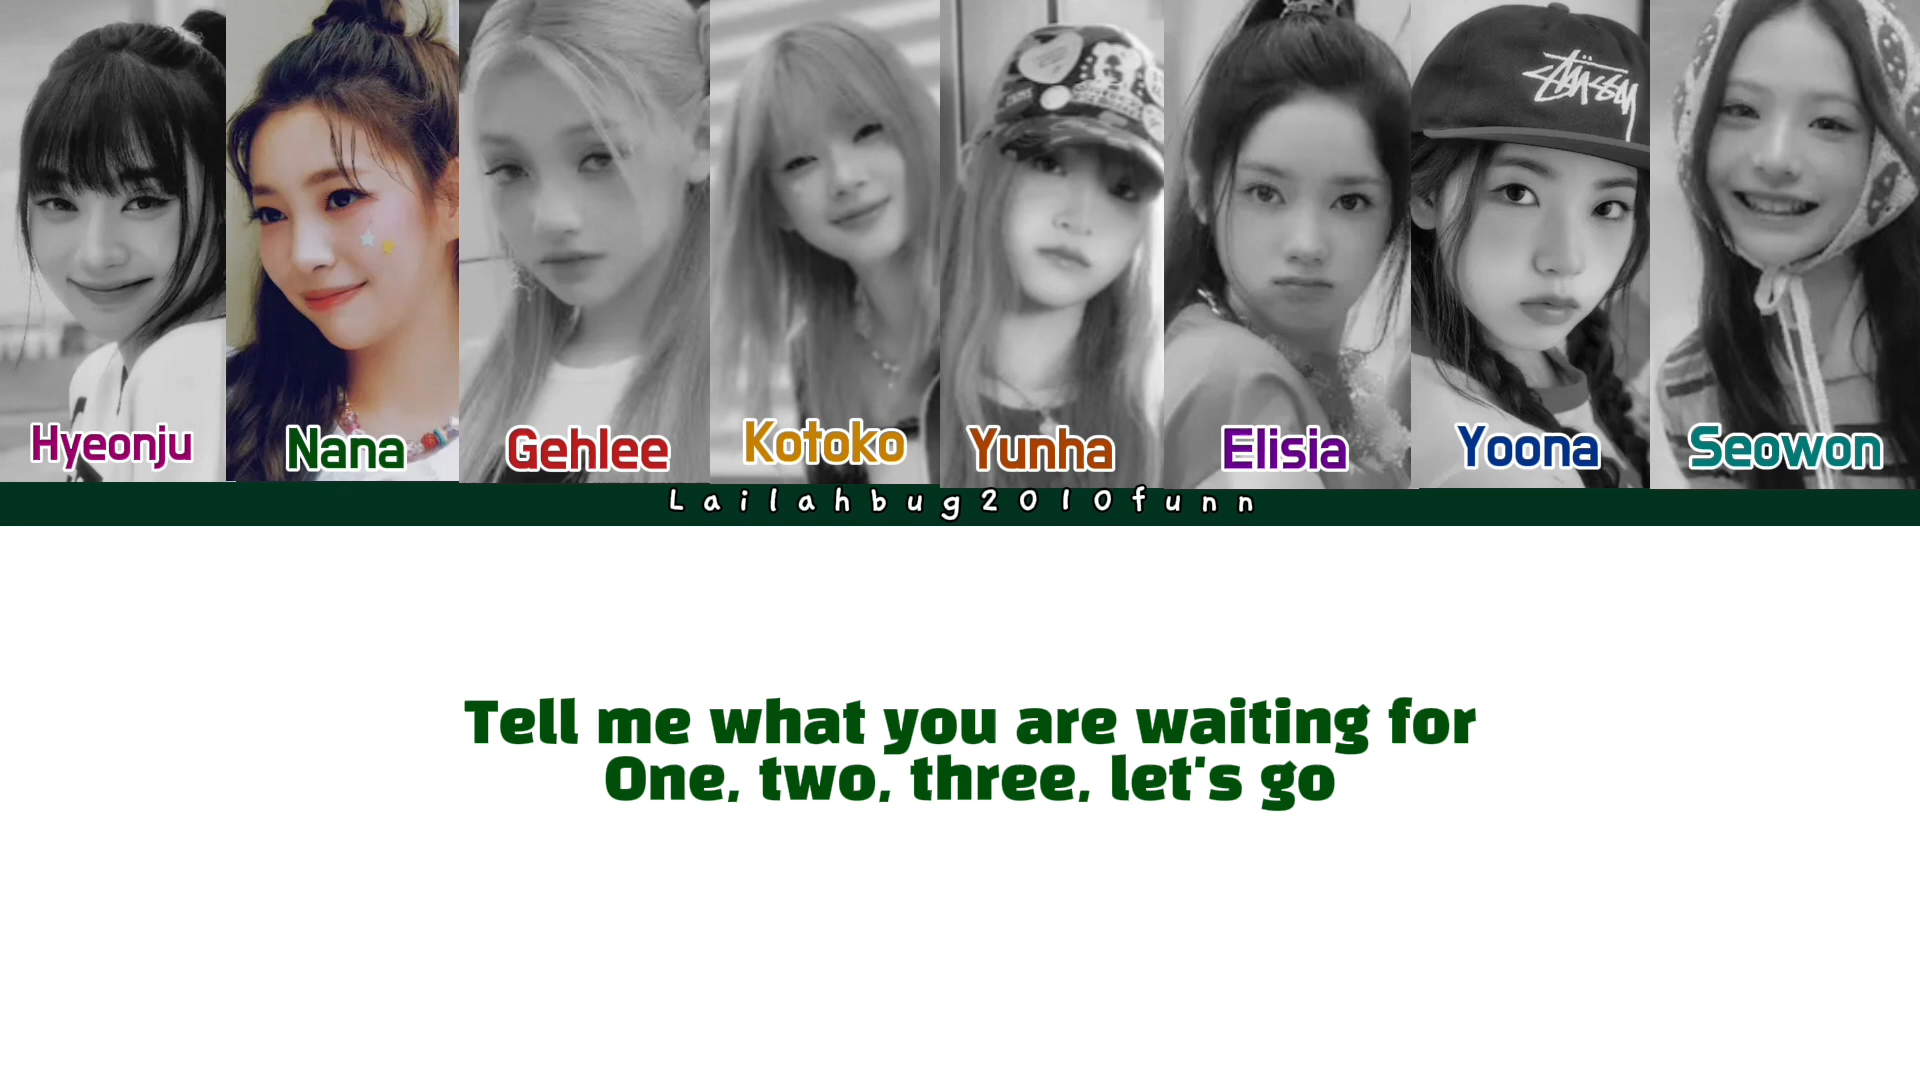 Stüssy
Hyeonju Nana Gehlee Kotoko Yunha Elisia Yoona Seowon
Lailahbug2010funn
Tell me what you are waiting for
One, two, three, let's go